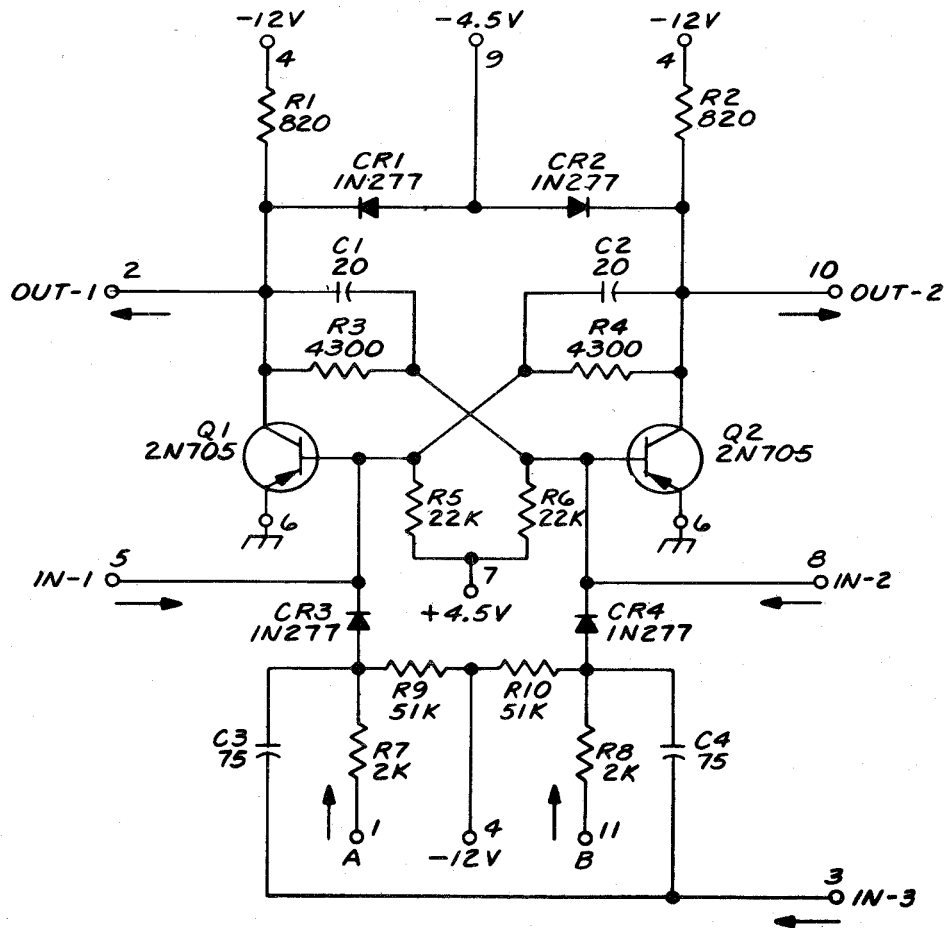 -12V
-4.5V
-12V
4
9
4
R1
820
R2
820
CR1
1N277
CR2
1N277
C1
20
C2
20
2
OUT-1
10
OUT-2
R3
4300
R4
4300
Q1
2N705
Q2
2N705
R5
22K
R6
22K
6
6
5
IN-1
7
+4.5V
8
IN-2
CR3
1N277
CR4
1N277
R9
51K
R10
51K
C3
75
R7
2K
R8
2K
C4
75
1
A
4
-12V
11
B
3
IN-3